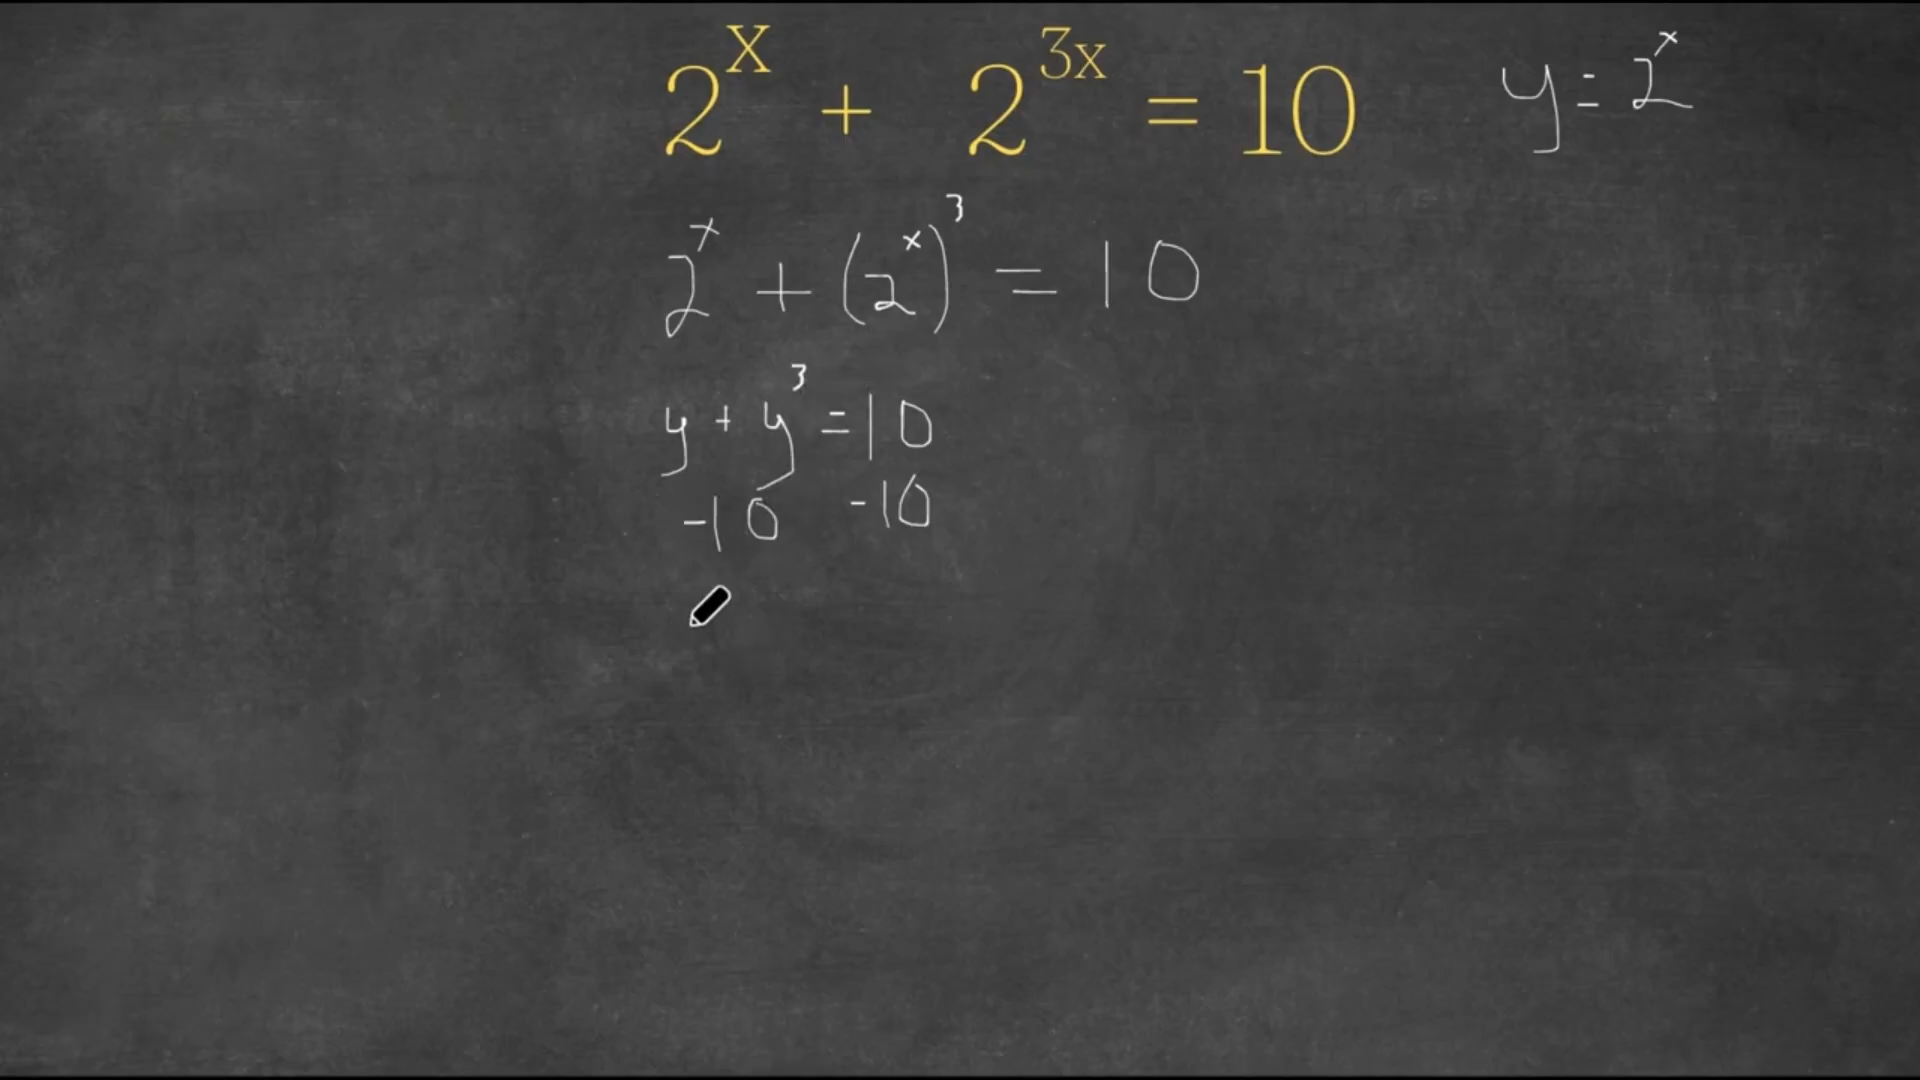 2^x + 2^{3x} = 10
y = 2^x
2^x + (2^x)^3 = 10
y + y^3 = 10
-10 -10